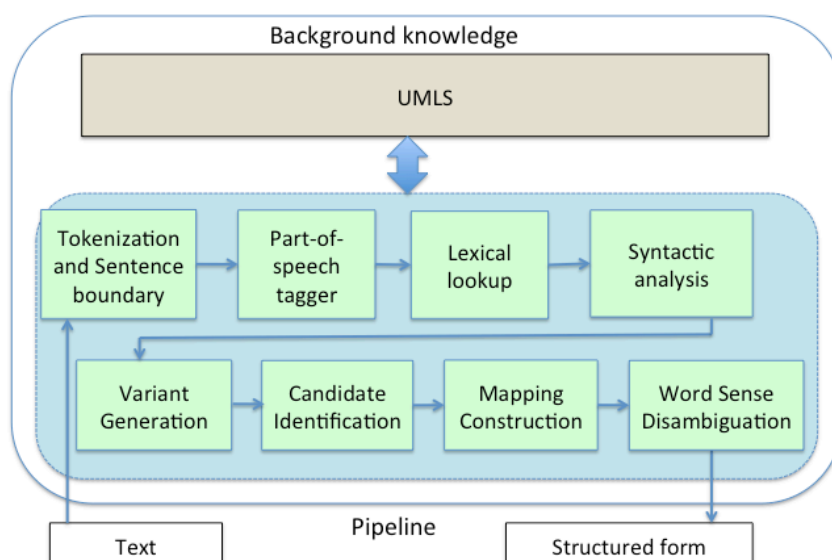 Background knowledge
UMLS
Tokenization
and Sentence
boundary
Part-of-
speech
tagger
Lexical
lookup
Syntactic
analysis
Variant
Generation
Candidate
Identification
Mapping
Construction
Word Sense
Disambiguation
Pipeline
Text
Structured form